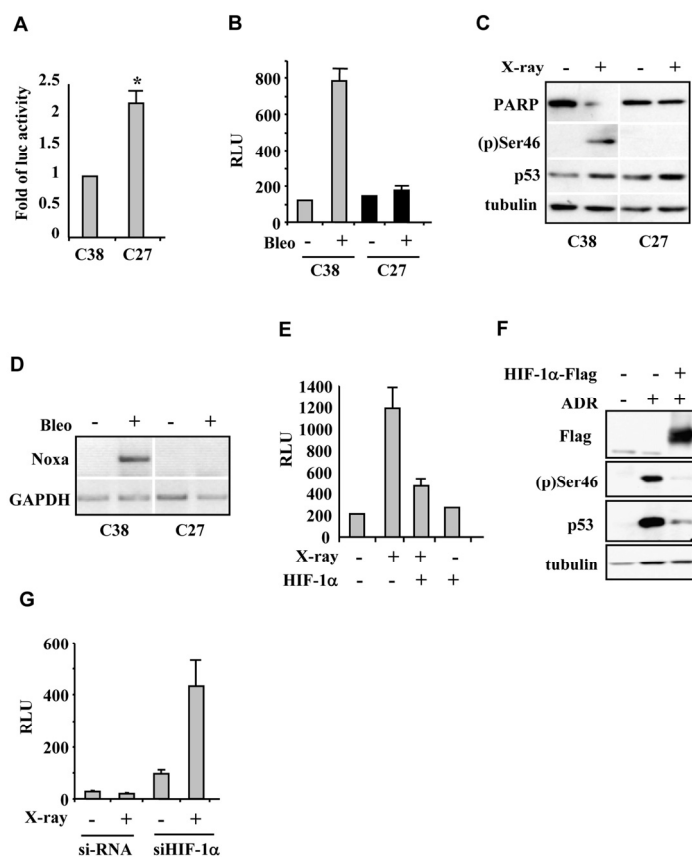 A
Fold of luc activity
2.5
2
1.5
1
0.5
0
*
C38 C27
B
RLU
800
600
400
200
0
Bleo - + - +
C38 C27
C
X-ray - + - +
PARP
(p)Ser46
p53
tubulin
C38 C27
D
Bleo - + - +
Noxa
GAPDH
C38 C27
E
RLU
1400
1200
1000
800
600
400
200
0
X-ray - + + -
HIF-1α - - + +
F
HIF-1α-Flag - - +
ADR - + +
Flag
(p)Ser46
p53
tubulin
G
RLU
600
400
200
0
X-ray - + - +
si-RNA siHIF-1α